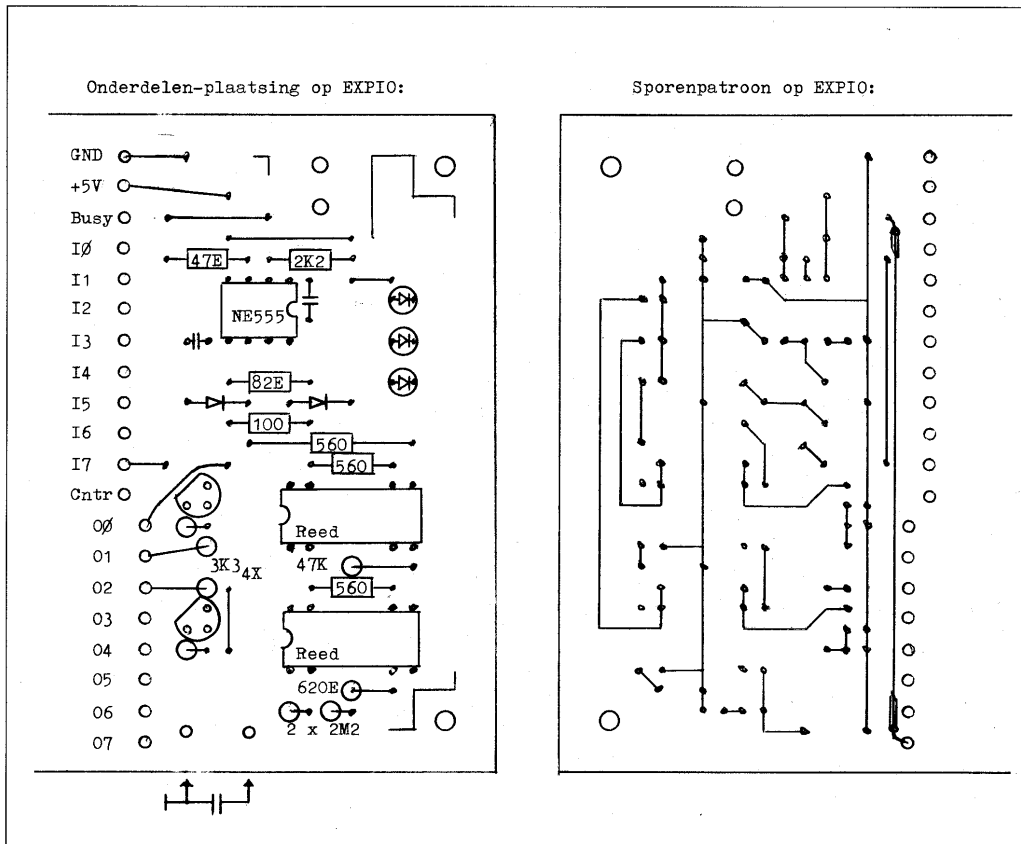 Onderdelen-plaatsing op EXPIO:
Sporenpatroon op EXPIO:
GND
+5V
Busy
IØ
47E
2K2
I1
I2
NE555
I3
I4
82E
I5
I6
100
560
I7
560
Cntr
OØ
Reed
O1
3K3
4X
47K
O2
560
O3
O4
Reed
O5
620E
O6
2 x 2M2
O7